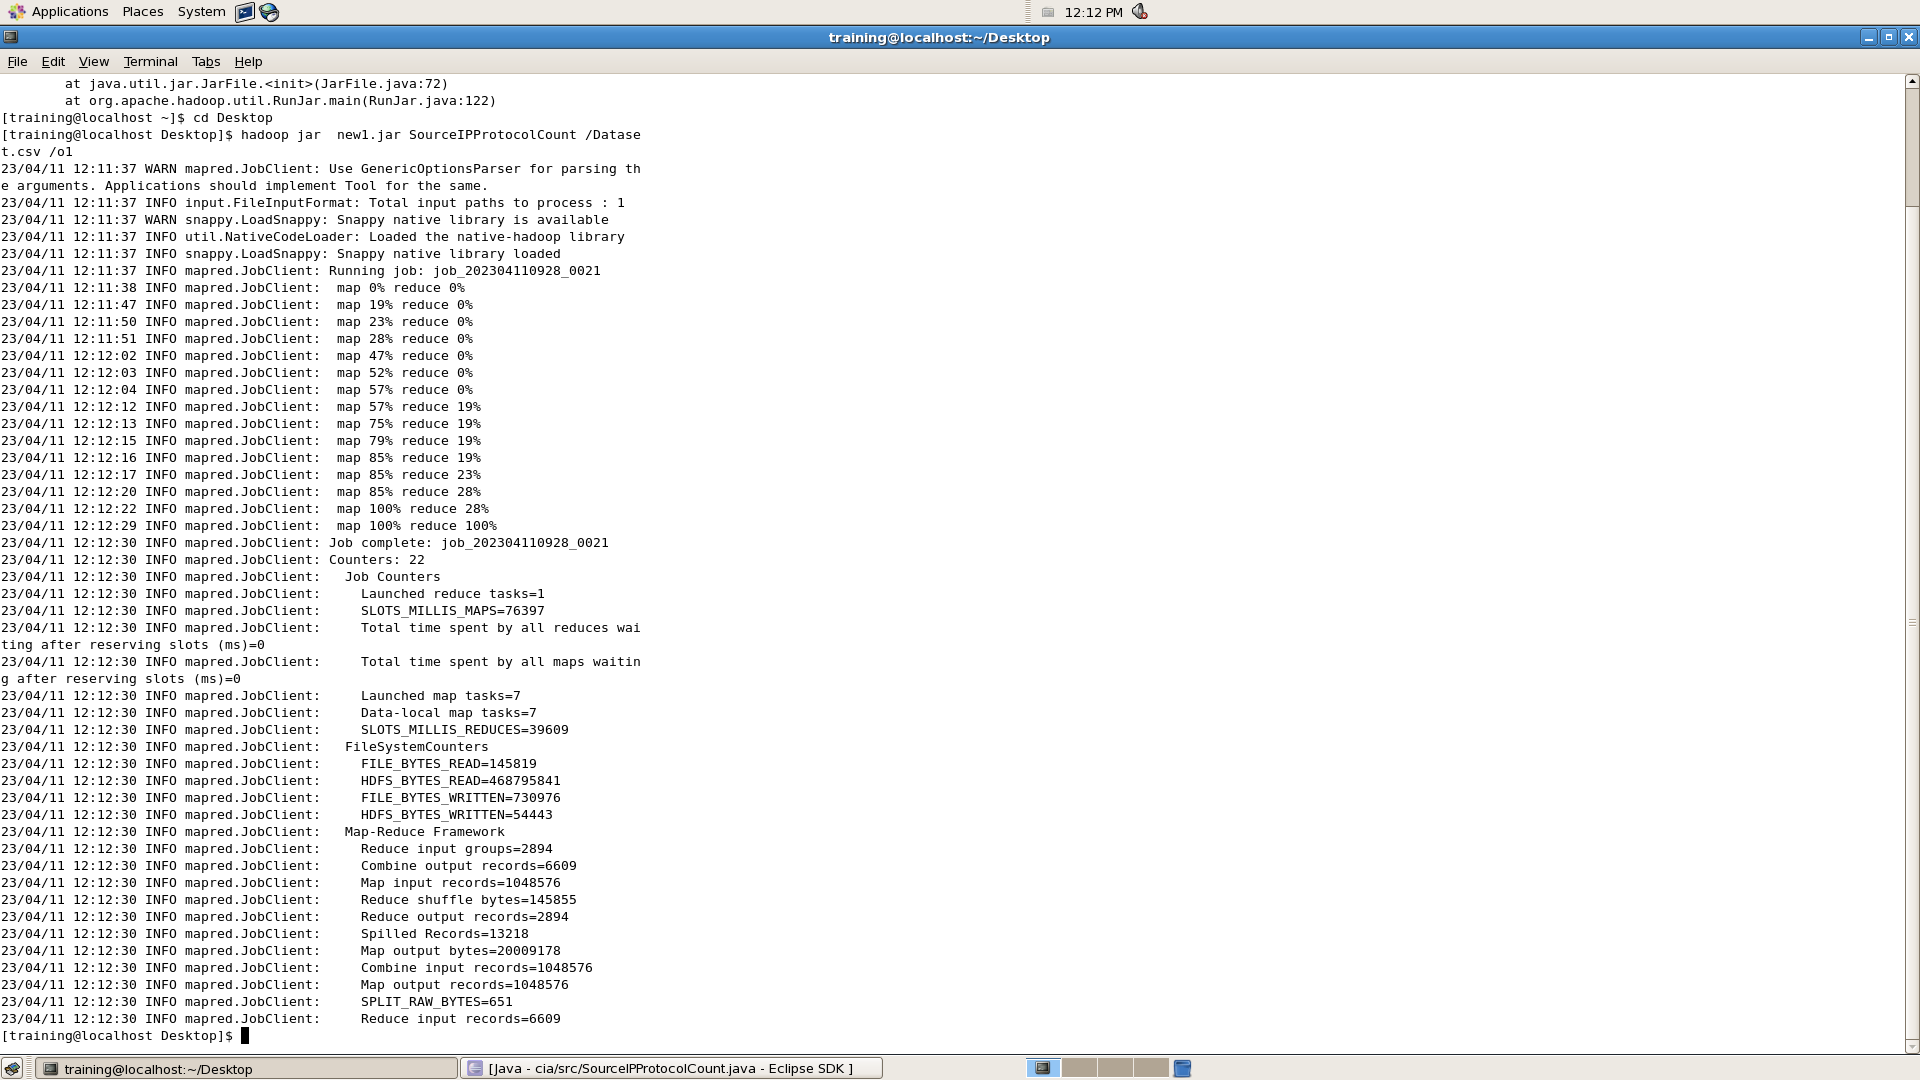 Applications Places System 12:12 PM
training@localhost:~/Desktop
File Edit View Terminal Tabs Help
        at java.util.jar.JarFile.<init>(JarFile.java:72)
        at org.apache.hadoop.util.RunJar.main(RunJar.java:122)
[training@localhost ~]$ cd Desktop
[training@localhost Desktop]$ hadoop jar  new1.jar SourceIPProtocolCount /Datase
t.csv /o1
23/04/11 12:11:37 WARN mapred.JobClient: Use GenericOptionsParser for parsing th
e arguments. Applications should implement Tool for the same.
23/04/11 12:11:37 INFO input.FileInputFormat: Total input paths to process : 1
23/04/11 12:11:37 WARN snappy.LoadSnappy: Snappy native library is available
23/04/11 12:11:37 INFO util.NativeCodeLoader: Loaded the native-hadoop library
23/04/11 12:11:37 INFO snappy.LoadSnappy: Snappy native library loaded
23/04/11 12:11:37 INFO mapred.JobClient: Running job: job_202304110928_0021
23/04/11 12:11:38 INFO mapred.JobClient:  map 0% reduce 0%
23/04/11 12:11:47 INFO mapred.JobClient:  map 19% reduce 0%
23/04/11 12:11:50 INFO mapred.JobClient:  map 23% reduce 0%
23/04/11 12:11:51 INFO mapred.JobClient:  map 28% reduce 0%
23/04/11 12:12:02 INFO mapred.JobClient:  map 47% reduce 0%
23/04/11 12:12:03 INFO mapred.JobClient:  map 52% reduce 0%
23/04/11 12:12:04 INFO mapred.JobClient:  map 57% reduce 0%
23/04/11 12:12:12 INFO mapred.JobClient:  map 57% reduce 19%
23/04/11 12:12:13 INFO mapred.JobClient:  map 75% reduce 19%
23/04/11 12:12:15 INFO mapred.JobClient:  map 79% reduce 19%
23/04/11 12:12:16 INFO mapred.JobClient:  map 85% reduce 19%
23/04/11 12:12:17 INFO mapred.JobClient:  map 85% reduce 23%
23/04/11 12:12:20 INFO mapred.JobClient:  map 85% reduce 28%
23/04/11 12:12:22 INFO mapred.JobClient:  map 100% reduce 28%
23/04/11 12:12:29 INFO mapred.JobClient:  map 100% reduce 100%
23/04/11 12:12:30 INFO mapred.JobClient: Job complete: job_202304110928_0021
23/04/11 12:12:30 INFO mapred.JobClient: Counters: 22
23/04/11 12:12:30 INFO mapred.JobClient:   Job Counters
23/04/11 12:12:30 INFO mapred.JobClient:     Launched reduce tasks=1
23/04/11 12:12:30 INFO mapred.JobClient:     SLOTS_MILLIS_MAPS=76397
23/04/11 12:12:30 INFO mapred.JobClient:     Total time spent by all reduces wai
ting after reserving slots (ms)=0
23/04/11 12:12:30 INFO mapred.JobClient:     Total time spent by all maps waitin
g after reserving slots (ms)=0
23/04/11 12:12:30 INFO mapred.JobClient:     Launched map tasks=7
23/04/11 12:12:30 INFO mapred.JobClient:     Data-local map tasks=7
23/04/11 12:12:30 INFO mapred.JobClient:     SLOTS_MILLIS_REDUCES=39609
23/04/11 12:12:30 INFO mapred.JobClient:   FileSystemCounters
23/04/11 12:12:30 INFO mapred.JobClient:     FILE_BYTES_READ=145819
23/04/11 12:12:30 INFO mapred.JobClient:     HDFS_BYTES_READ=468795841
23/04/11 12:12:30 INFO mapred.JobClient:     FILE_BYTES_WRITTEN=730976
23/04/11 12:12:30 INFO mapred.JobClient:     HDFS_BYTES_WRITTEN=54443
23/04/11 12:12:30 INFO mapred.JobClient:   Map-Reduce Framework
23/04/11 12:12:30 INFO mapred.JobClient:     Reduce input groups=2894
23/04/11 12:12:30 INFO mapred.JobClient:     Combine output records=6609
23/04/11 12:12:30 INFO mapred.JobClient:     Map input records=1048576
23/04/11 12:12:30 INFO mapred.JobClient:     Reduce shuffle bytes=145855
23/04/11 12:12:30 INFO mapred.JobClient:     Reduce output records=2894
23/04/11 12:12:30 INFO mapred.JobClient:     Spilled Records=13218
23/04/11 12:12:30 INFO mapred.JobClient:     Map output bytes=20009178
23/04/11 12:12:30 INFO mapred.JobClient:     Combine input records=1048576
23/04/11 12:12:30 INFO mapred.JobClient:     Map output records=1048576
23/04/11 12:12:30 INFO mapred.JobClient:     SPLIT_RAW_BYTES=651
23/04/11 12:12:30 INFO mapred.JobClient:     Reduce input records=6609
[training@localhost Desktop]$
training@localhost:~/Desktop [Java - cia/src/SourceIPProtocolCount.java - Eclipse SDK ]